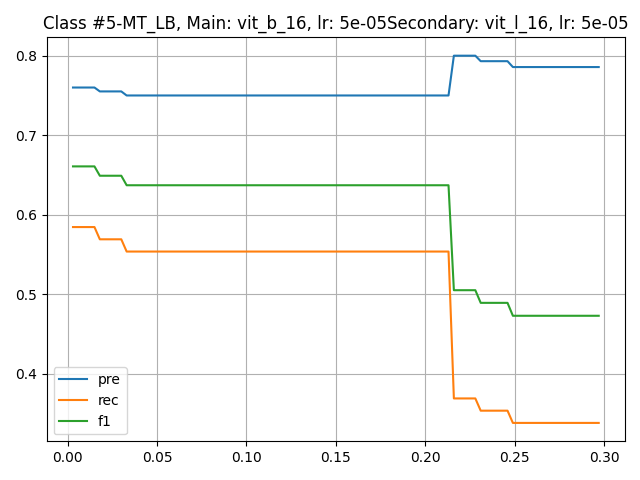 Class #5-MT_LB, Main: vit_b_16, lr: 5e-05Secondary: vit_l_16, lr: 5e-05
0.8
0.7
0.6
0.5
0.4
pre
rec
f1
0.00 0.05 0.10 0.15 0.20 0.25 0.30